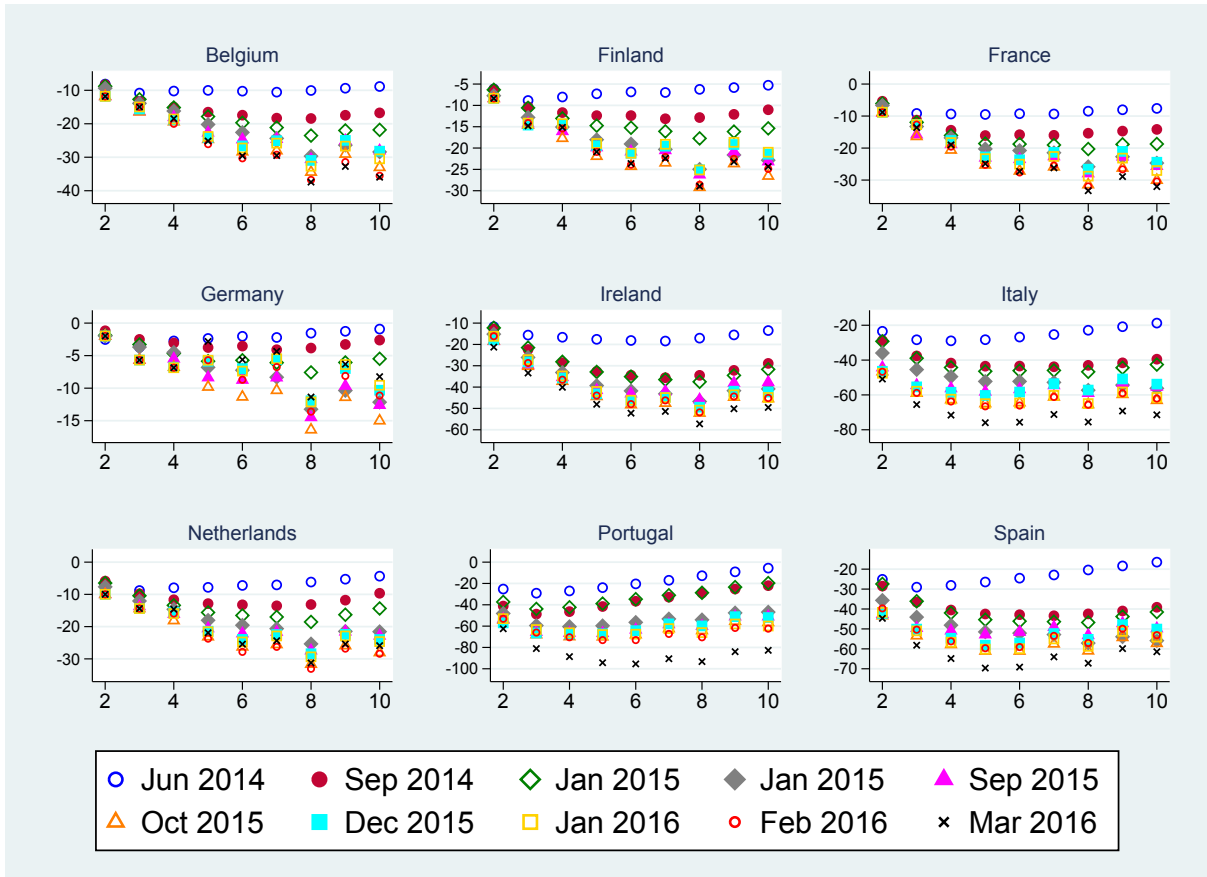 Belgium Finland France
-10 -5 0
-20 -10 -10
-30 -15 -20
-40 -20 -30
-25
-30
2 4 6 8 10 2 4 6 8 10 2 4 6 8 10
Germany Ireland Italy
0 -10 -20
-5 -20 -40
-10 -30 -60
-15 -40 -80
-50
-60
2 4 6 8 10 2 4 6 8 10 2 4 6 8 10
Netherlands Portugal Spain
0 0 -20
-10 -20 -30
-20 -40 -40
-30 -60 -50
-80 -60
-100 -70
2 4 6 8 10 2 4 6 8 10 2 4 6 8 10
Jun 2014 Sep 2014 Jan 2015 Jan 2015 Sep 2015
Oct 2015 Dec 2015 Jan 2016 Feb 2016 Mar 2016